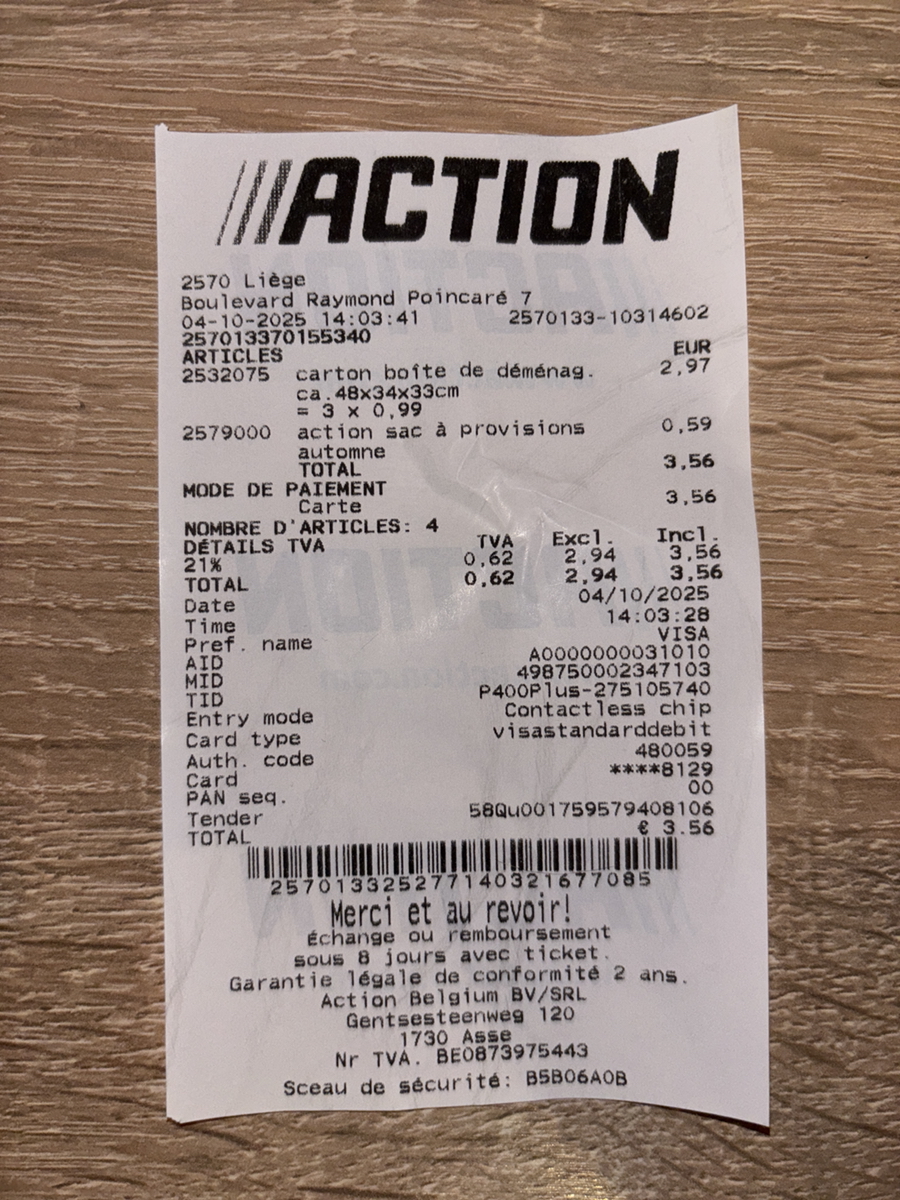 ACTION
2570 Liège
Boulevard Raymond Poincaré 7
04-10-2025 14:03:41 2570133-10314602
257013370155340
ARTICLES EUR
2532075 carton boîte de déménag. 2,97
ca.48x34x33cm
= 3 x 0,99
2579000 action sac à provisions 0,59
automne
TOTAL 3,56
MODE DE PAIEMENT
Carte 3,56
NOMBRE D'ARTICLES: 4
DÉTAILS TVA TVA Excl. Incl.
21% 0,62 2,94 3,56
TOTAL 0,62 2,94 3,56
Date 04/10/2025
Time 14:03:28
Pref. name VISA
AID A0000000031010
MID 498750002347103
TID P400Plus-275105740
Entry mode Contactless chip
Card type visastandarddebit
Auth. code 480059
Card ****8129
PAN seq. 00
Tender 58Qu001759579408106
TOTAL € 3.56
257013325277140321677085
Merci et au revoir!
Échange ou remboursement
sous 8 jours avec ticket.
Garantie légale de conformité 2 ans.
Action Belgium BV/SRL
Gentsesteenweg 120
1730 Asse
Nr TVA. BE0873975443
Sceau de sécurité: B5B06A0B